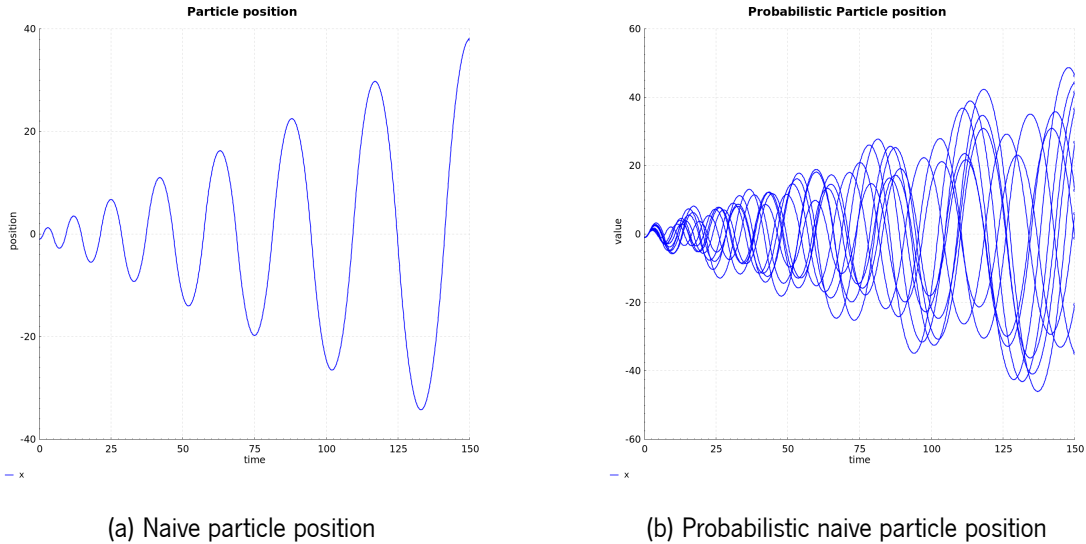 Particle position
40
20
0
-20
-40
position
0
25
50
75
100
125
150
time
x
(a) Naive particle position
Probabilistic Particle position
60
40
20
0
-20
-40
-60
value
0
25
50
75
100
125
150
time
x
(b) Probabilistic naive particle position